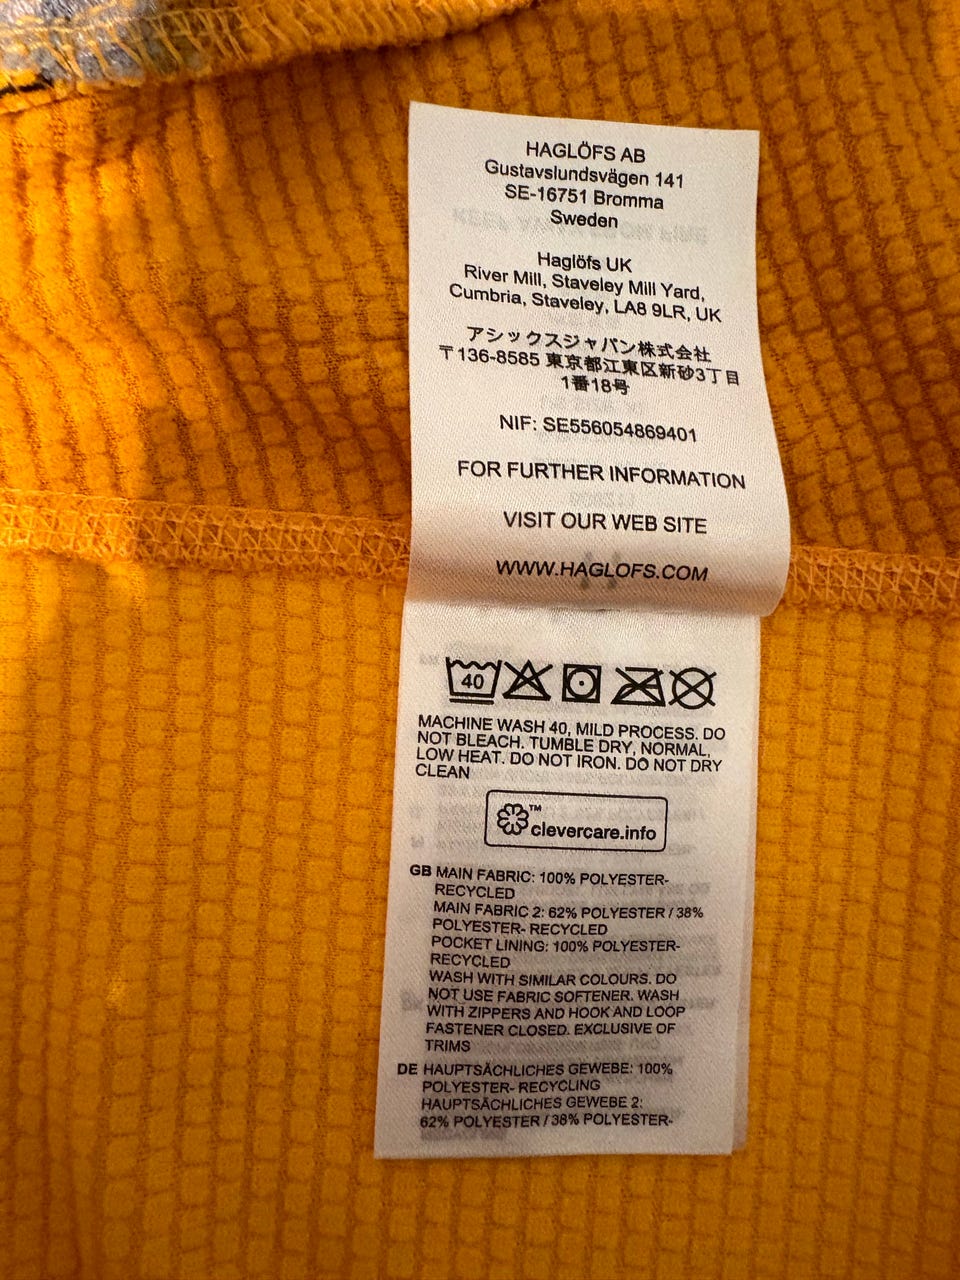 HAGLÖFS AB
Gustavslundsvägen 141
SE-16751 Bromma
Sweden
Haglöfs UK
River Mill, Staveley Mill Yard,
Cumbria, Staveley, LA8 9LR, UK
アシックスジャパン株式会社
〒136-8585 東京都江東区新砂3丁目
1番18号
NIF: SE556054869401
FOR FURTHER INFORMATION
VISIT OUR WEB SITE
WWW.HAGLOFS.COM
40
MACHINE WASH 40, MILD PROCESS. DO
NOT BLEACH. TUMBLE DRY, NORMAL,
LOW HEAT. DO NOT IRON. DO NOT DRY
CLEAN
™
clevercare.info
GB MAIN FABRIC: 100% POLYESTER-
RECYCLED
MAIN FABRIC 2: 62% POLYESTER / 38%
POLYESTER- RECYCLED
POCKET LINING: 100% POLYESTER-
RECYCLED
WASH WITH SIMILAR COLOURS. DO
NOT USE FABRIC SOFTENER. WASH
WITH ZIPPERS AND HOOK AND LOOP
FASTENER CLOSED. EXCLUSIVE OF
TRIMS
DE HAUPTSÄCHLICHES GEWEBE: 100%
POLYESTER- RECYCLING
HAUPTSÄCHLICHES GEWEBE 2:
62% POLYESTER / 38% POLYESTER-